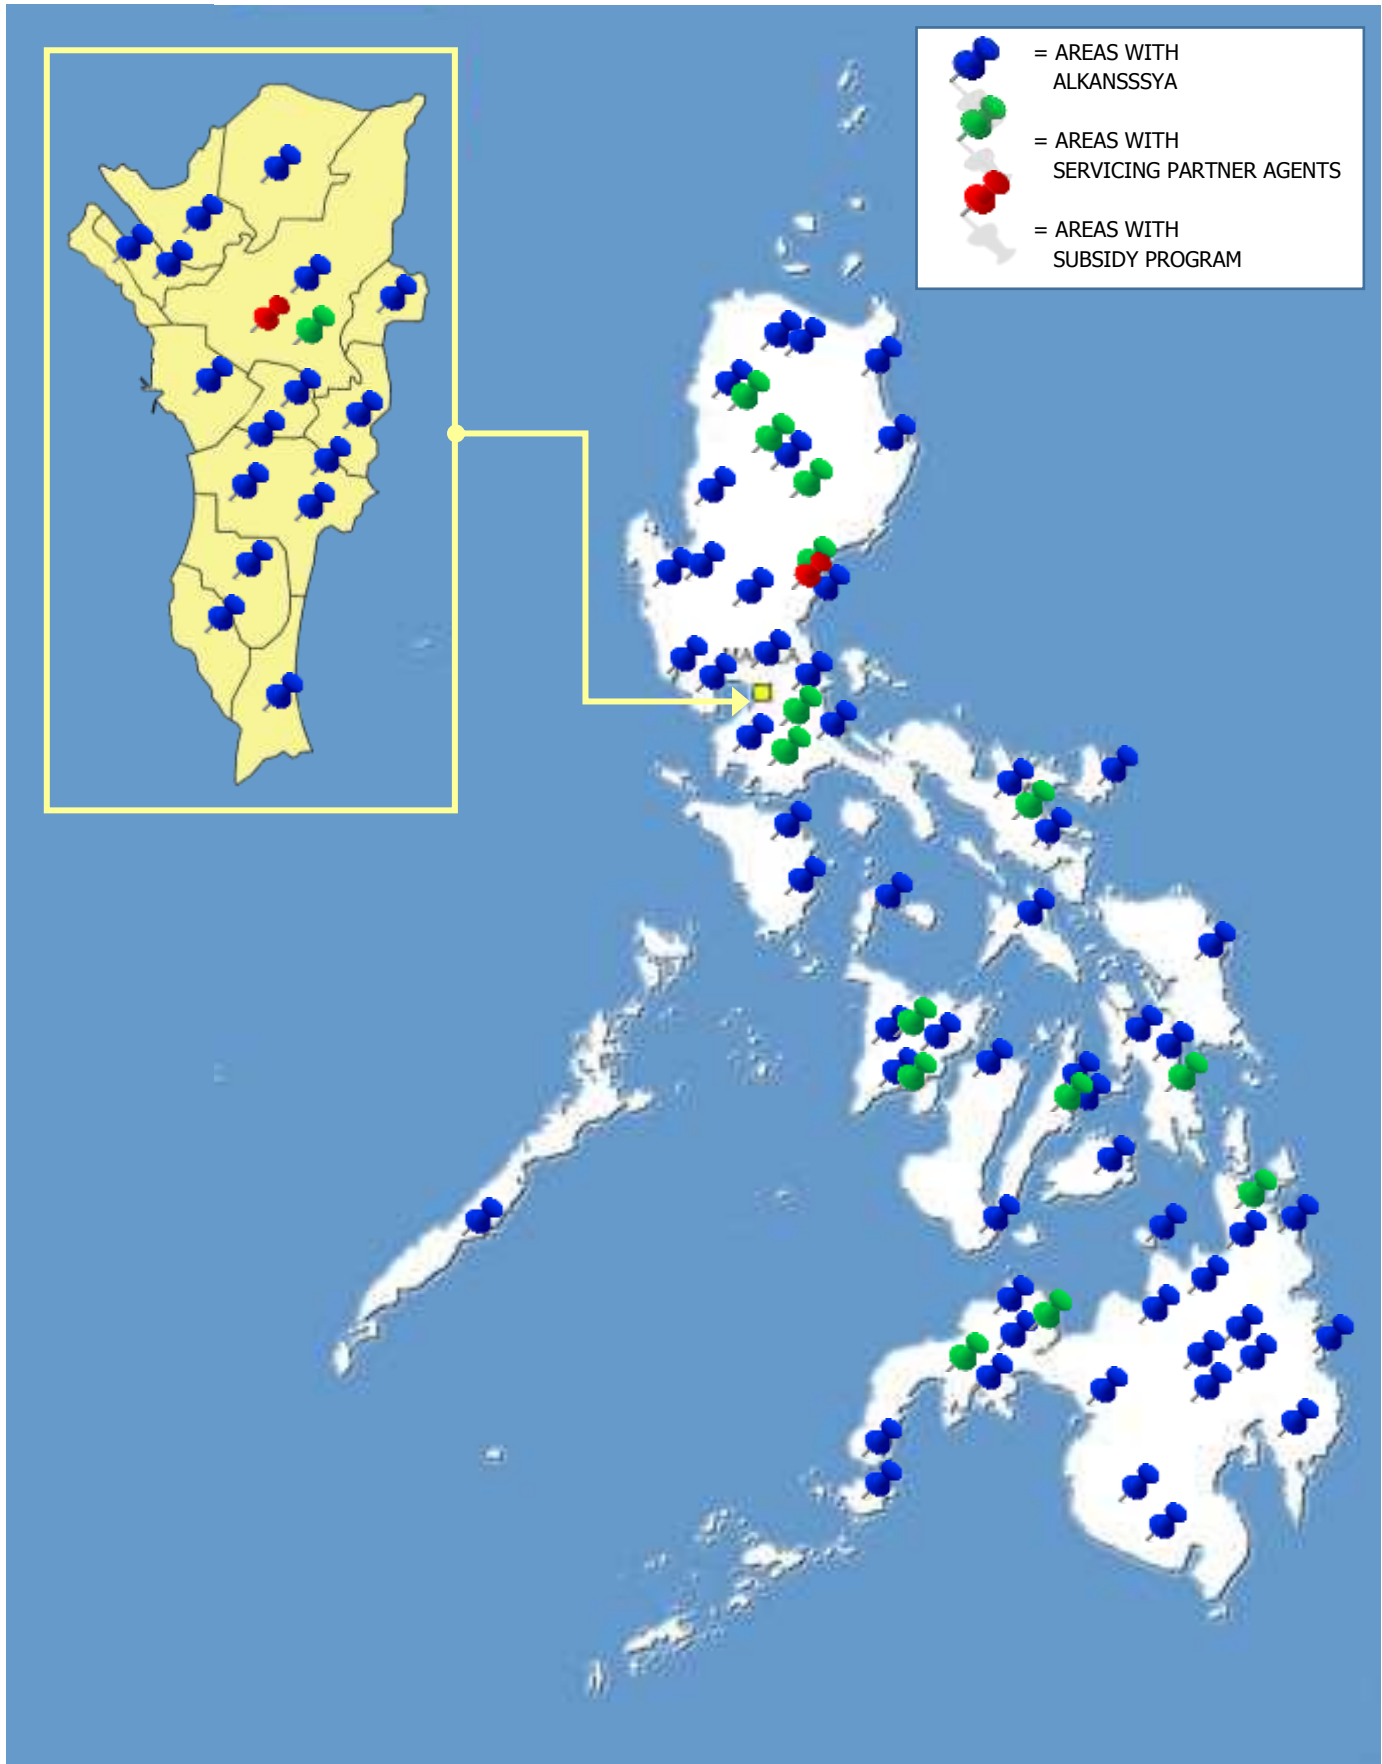 = AREAS WITH
ALKANSSSYA
= AREAS WITH
SERVICING PARTNER AGENTS
= AREAS WITH
SUBSIDY PROGRAM